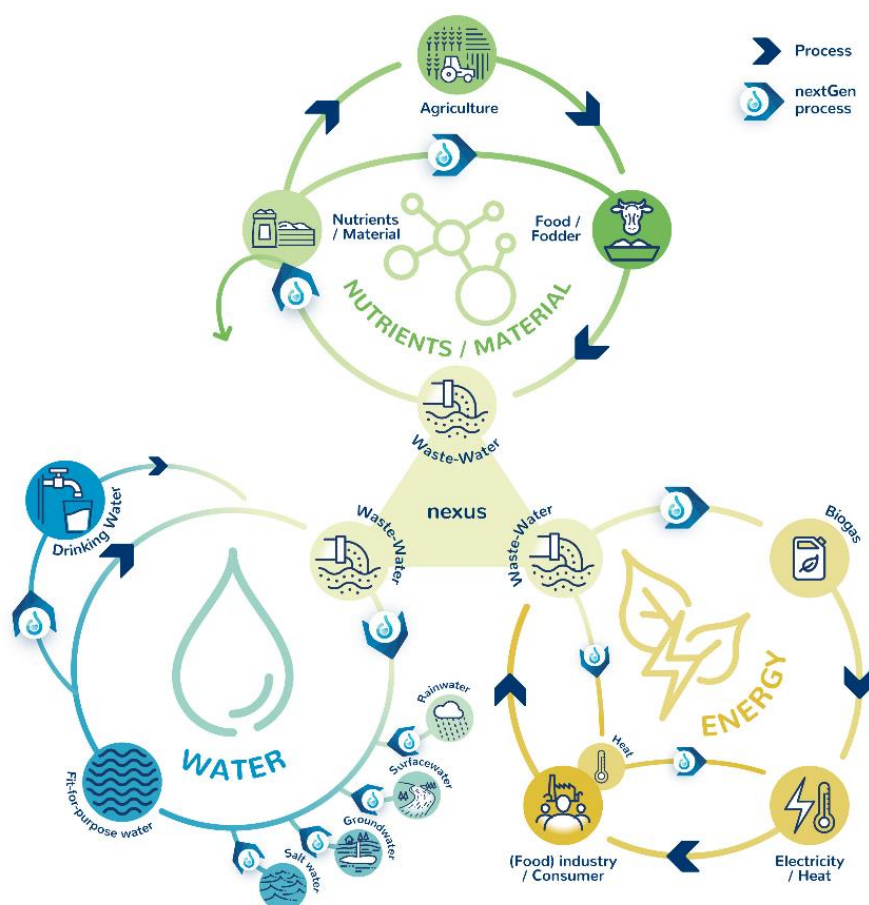 Process
nextGen
process
Agriculture
Nutrients
/ Material
Food /
Fodder
NUTRIENTS / MATERIAL
Waste-Water
nexus
Waste-Water
Waste-Water
Drinking Water
WATER
Fit-for-purpose water
Rainwater
Surfacewater
Groundwater
Salt water
Biogas
ENERGY
Heat
(Food) industry
/ Consumer
Electricity
/ Heat